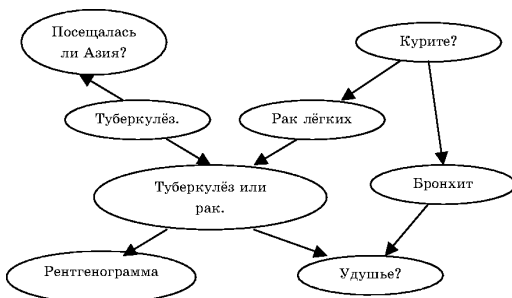 Посещалась
ли Азия?
Курите?
Туберкулёз.
Рак лёгких
Туберкулёз или
рак.
Бронхит
Рентгенограмма
Удушье?